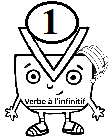 1
Verbe à l'infinitif